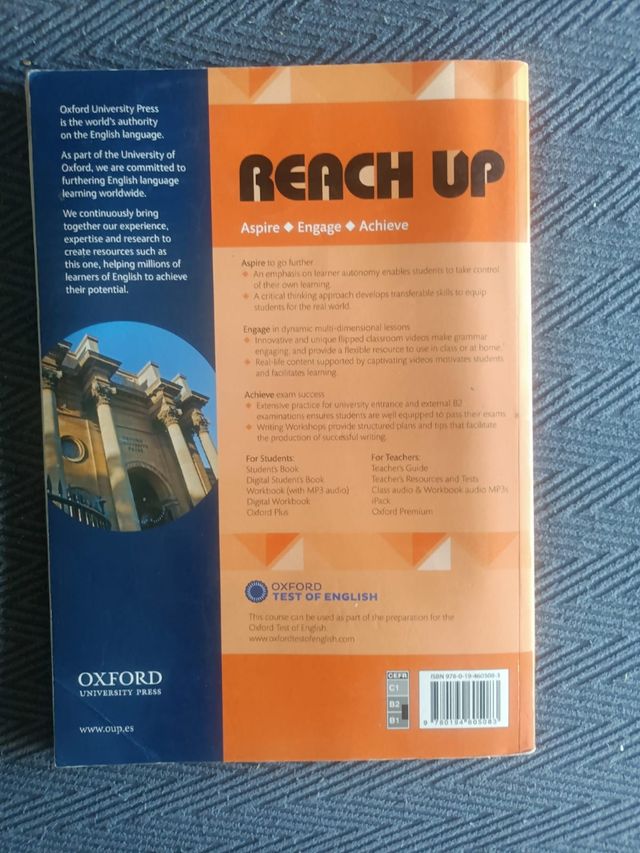 Oxford University Press
is the world's authority
on the English language.
As part of the University of
Oxford, we are committed to
furthering English language
learning worldwide.
We continuously bring
together our experience,
expertise and research to
create resources such as
this one, helping millions of
learners of English to achieve
their potential.
OXFORD
UNIVERSITY PRESS
www.oup.es
REACH UP
Aspire ◆ Engage ◆ Achieve
Aspire to go further
◆ An emphasis on learner autonomy enables students to take control
of their own learning.
◆ A critical thinking approach develops transferable skills to equip
students for the real world.
Engage in dynamic multi-dimensional lessons
◆ Innovative and unique flipped classroom videos make grammar
engaging, and provide a flexible resource to use in class or at home.
◆ Real-life content supported by captivating videos motivates students
and facilitates learning.
Achieve exam success
◆ Extensive practice for university entrance and external B2
examinations ensures students are well equipped to pass their exams.
◆ Writing Workshops provide structured plans and tips that facilitate
the production of successful writing.
For Students:
Student's Book
Digital Student's Book
Workbook (with MP3 audio)
Digital Workbook
Oxford Plus
For Teachers:
Teacher's Guide
Teacher's Resources and Tests
Class audio & Workbook audio MP3s
iPack
Oxford Premium
OXFORD
TEST OF ENGLISH
This course can be used as part of the preparation for the
Oxford Test of English.
www.oxfordtestofenglish.com
CEFR
C1
B2
B1
ISBN 978-0-19-460508-3
9 780194 605083